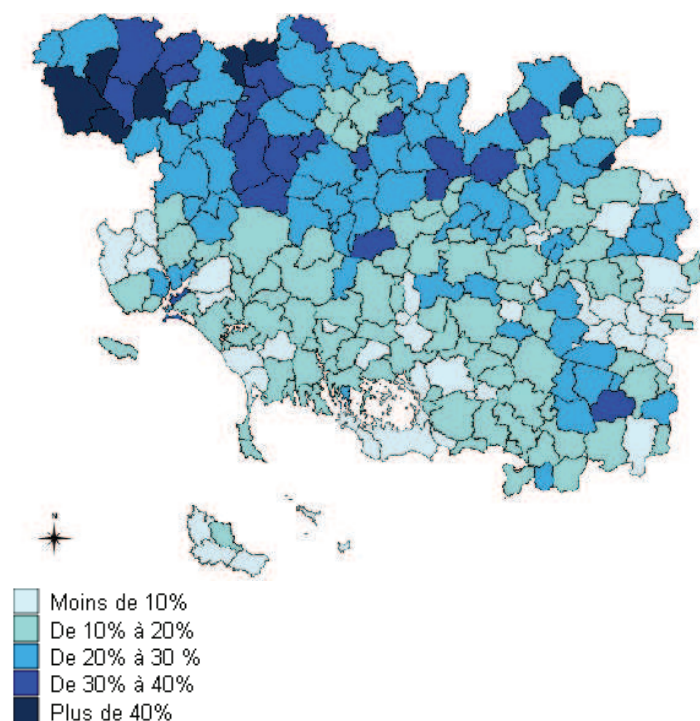 N
Moins de 10%
De 10% à 20%
De 20% à 30 %
De 30% à 40%
Plus de 40%